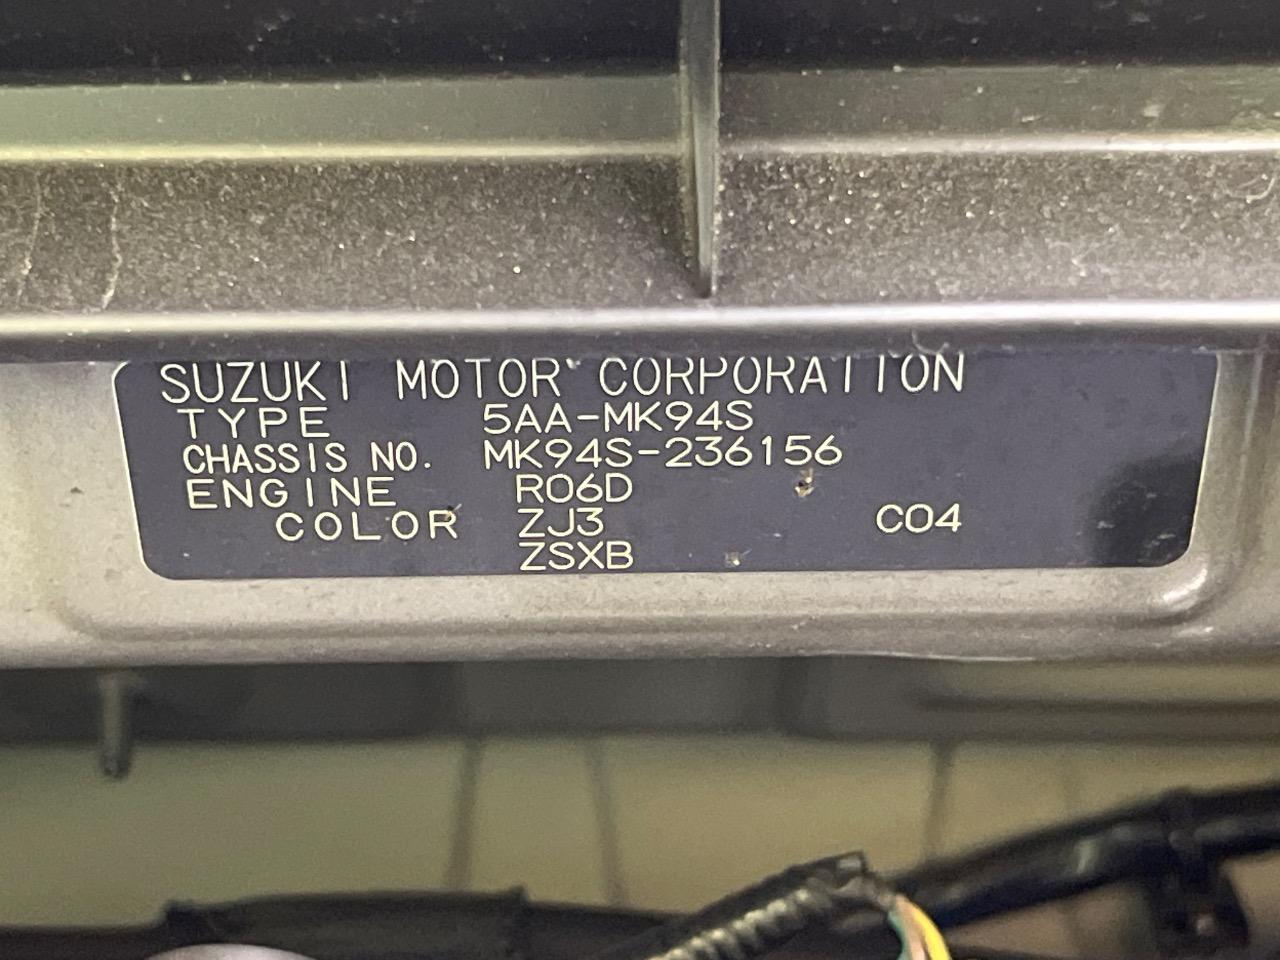 SUZUKI MOTOR CORPORATION
TYPE 5AA-MK94S
CHASSIS NO. MK94S-236156
ENGINE R06D
COLOR ZJ3 C04
ZSXB